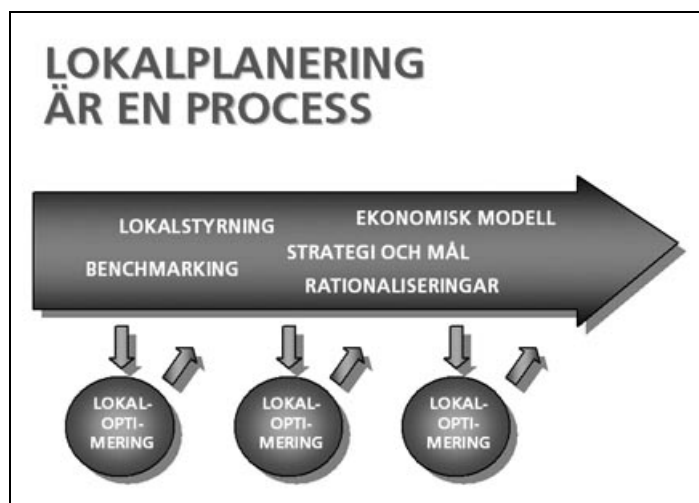 LOKALPLANERING
ÄR EN PROCESS
LOKALSTYRNING
EKONOMISK MODELL
STRATEGI OCH MÅL
BENCHMARKING
RATIONALISERINGAR
LOKAL-
OPTI-
MERING
LOKAL-
OPTI-
MERING
LOKAL-
OPTI-
MERING